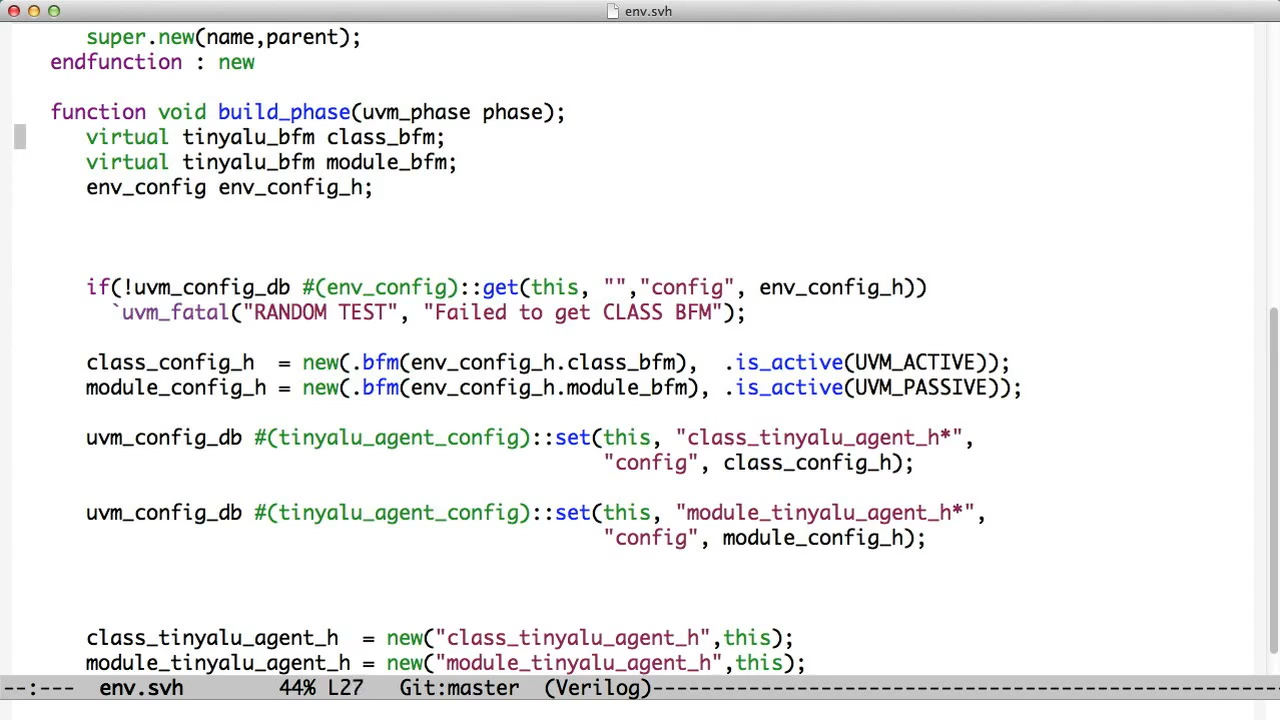 env.svh
super.new(name,parent);
endfunction : new
function void build_phase(uvm_phase phase);
virtual tinyalu_bfm class_bfm;
virtual tinyalu_bfm module_bfm;
env_config env_config_h;
if(!uvm_config_db #(env_config)::get(this, "","config", env_config_h))
`uvm_fatal("RANDOM TEST", "Failed to get CLASS BFM");
class_config_h  = new(.bfm(env_config_h.class_bfm),  .is_active(UVM_ACTIVE));
module_config_h = new(.bfm(env_config_h.module_bfm), .is_active(UVM_PASSIVE));
uvm_config_db #(tinyalu_agent_config)::set(this, "class_tinyalu_agent_h*",
"config", class_config_h);
uvm_config_db #(tinyalu_agent_config)::set(this, "module_tinyalu_agent_h*",
"config", module_config_h);
class_tinyalu_agent_h  = new("class_tinyalu_agent_h",this);
module_tinyalu_agent_h = new("module_tinyalu_agent_h",this);
--:---  env.svh        44% L27   Git:master  (Verilog)----------------------------------------------------